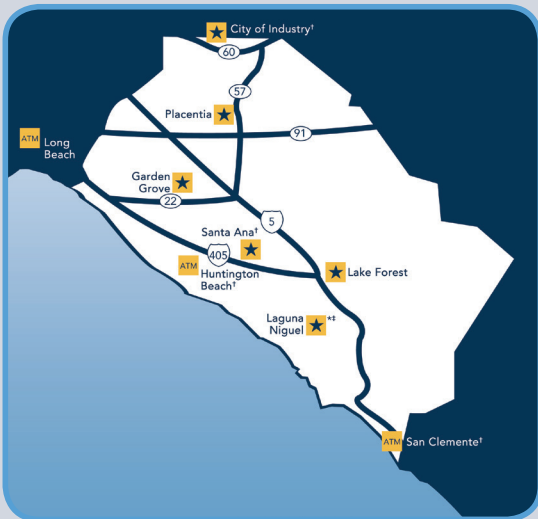 City of Industry†
60
57
Placentia
91
ATM
Long
Beach
Garden
Grove
22
5
Santa Ana†
405
ATM
Huntington
Beach†
Lake Forest
Laguna
Niguel
*‡
ATM
San Clemente†